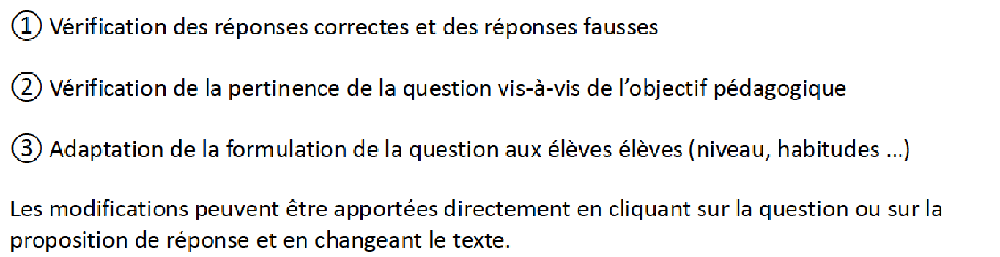 ① Vérification des réponses correctes et des réponses fausses
② Vérification de la pertinence de la question vis-à-vis de l’objectif pédagogique
③ Adaptation de la formulation de la question aux élèves élèves (niveau, habitudes ...)
Les modifications peuvent être apportées directement en cliquant sur la question ou sur la
proposition de réponse et en changeant le texte.